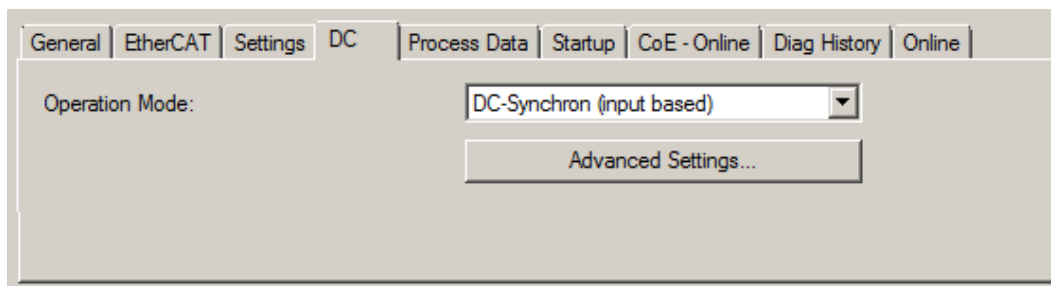 General EtherCAT Settings DC Process Data Startup CoE - Online Diag History Online
Operation Mode: DC-Synchron (input based)
Advanced Settings...